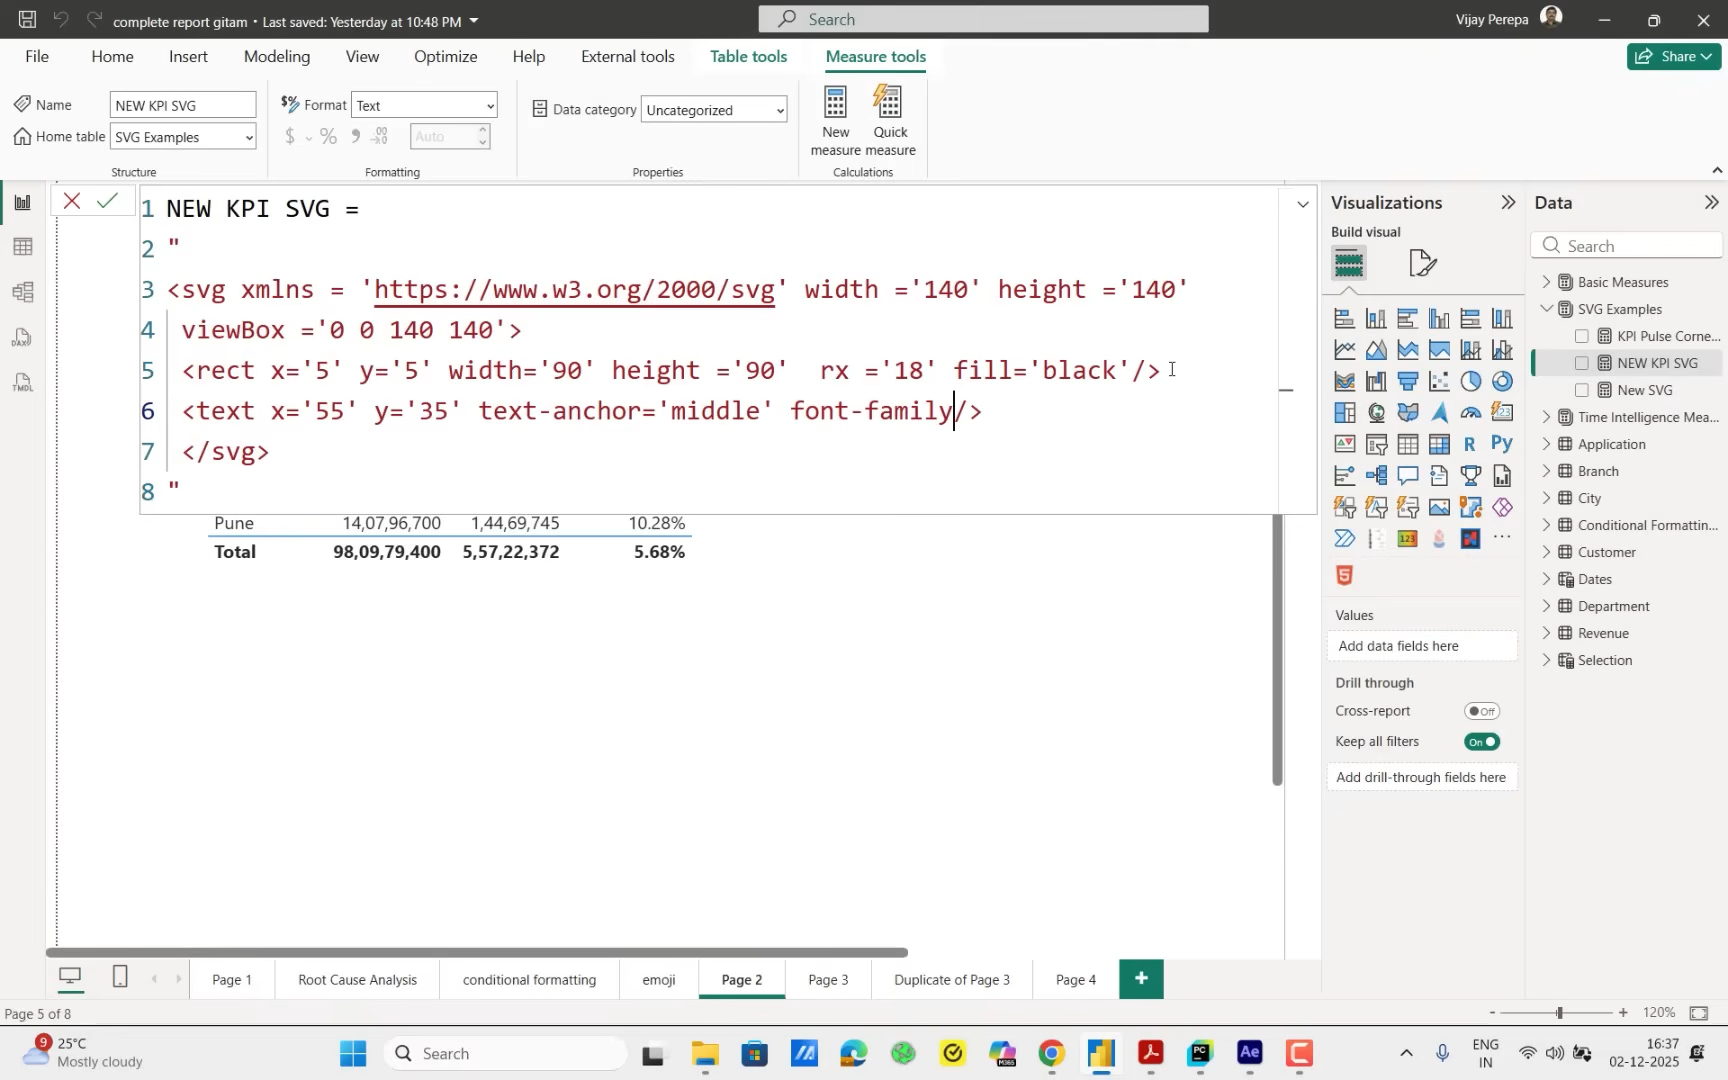 complete report gitam • Last saved: Yesterday at 10:48 PM
Search
Vijay Perepa
File Home Insert Modeling View Optimize Help External tools Table tools Measure tools
Share
Name NEW KPI SVG
Format Text
Data category Uncategorized
New measure
Quick measure
Home table SVG Examples
$ % 9 .00 Auto
Structure Formatting Properties Calculations
1 NEW KPI SVG =
2 "
3 <svg xmlns = 'https://www.w3.org/2000/svg' width ='140' height ='140'
4 viewBox ='0 0 140 140'>
5 <rect x='5' y='5' width='90' height ='90' rx ='18' fill='black'/>
6 <text x='55' y='35' text-anchor='middle' font-family/>
7 </svg>
8 "
Pune 14,07,96,700 1,44,69,745 10.28%
Total 98,09,79,400 5,57,22,372 5.68%
Visualizations
Build visual
R Py
123
Values
Add data fields here
Drill through
Cross-report Off
Keep all filters On
Add drill-through fields here
Data
Search
Basic Measures
SVG Examples
KPI Pulse Corne...
NEW KPI SVG
New SVG
Time Intelligence Mea...
Application
Branch
City
Conditional Formattin...
Customer
Dates
Department
Revenue
Selection
Page 1 Root Cause Analysis conditional formatting emoji Page 2 Page 3 Duplicate of Page 3 Page 4 +
Page 5 of 8
- + 120%
9 25°C
Mostly cloudy
Search
ENG
IN
16:37
02-12-2025